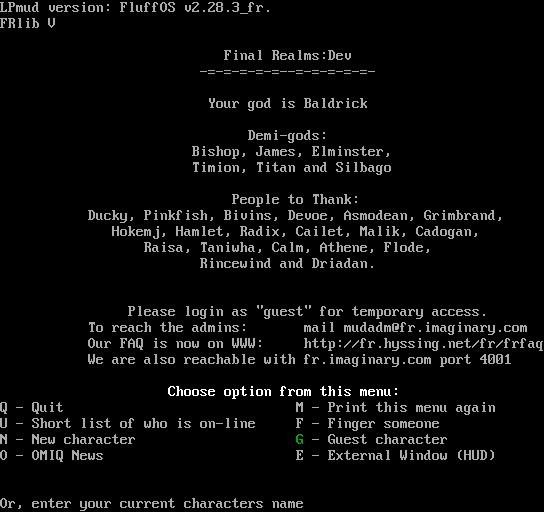 LPmud version: FluffOS v2.28.3_fr.
FRlib V
Final Realms:Dev
-=-=-=-=-=-=-=-=-=-=-
Your god is Baldrick
Demi-gods:
Bishop, James, Elminster,
Timion, Titan and Silbago
People to Thank:
Ducky, Pinkfish, Bivins, Devoe, Asmodean, Grimbrand,
Hokemj, Hamlet, Radix, Cailet, Malik, Cadogan,
Raisa, Taniwha, Calm, Athene, Flode,
Rincewind and Driadan.
Please login as "guest" for temporary access.
To reach the admins: mail mudadm@fr.imaginary.com
Our FAQ is now on WWW: http://fr.hyssing.net/fr/frfaq
We are also reachable with fr.imaginary.com port 4001
Choose option from this menu:
Q - Quit M - Print this menu again
U - Short list of who is on-line F - Finger someone
N - New character G - Guest character
O - OMIQ News E - External Window (HUD)
Or, enter your current characters name